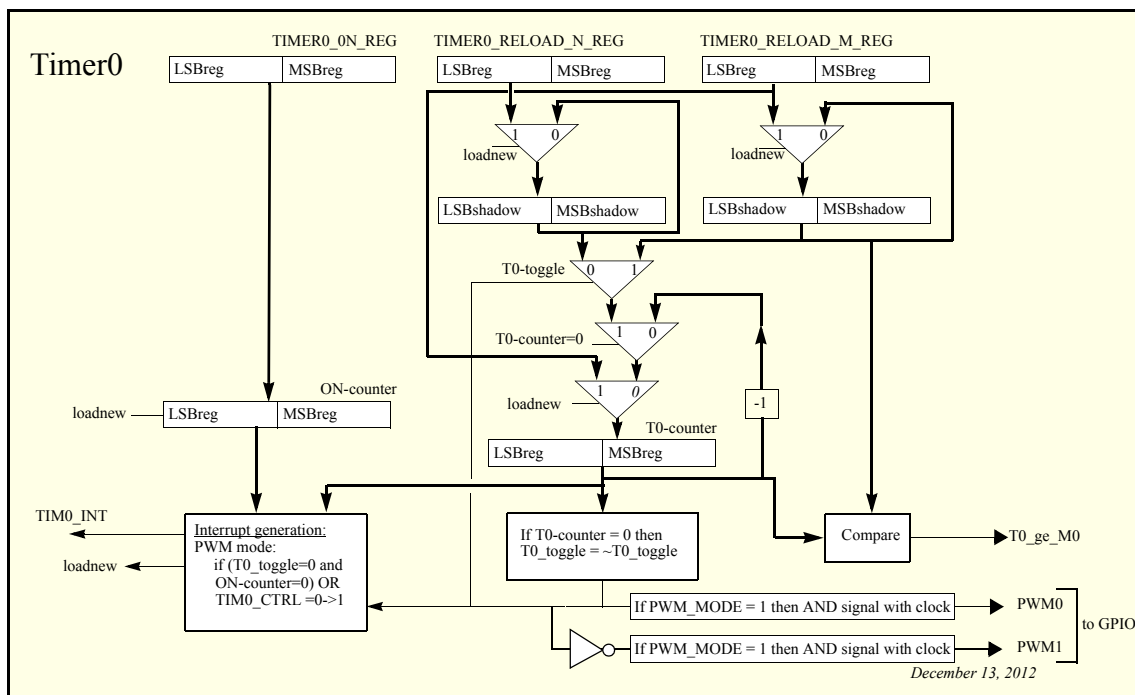 Timer0
TIMER0_0N_REG
TIMER0_RELOAD_N_REG
TIMER0_RELOAD_M_REG
LSBreg
MSBreg
LSBreg
MSBreg
LSBreg
MSBreg
1
0
loadnew
1
0
loadnew
LSBshadow
MSBshadow
LSBshadow
MSBshadow
T0-toggle
0
1
T0-counter=0
1
0
loadnew
1
0
-1
ON-counter
loadnew
LSBreg
MSBreg
T0-counter
LSBreg
MSBreg
TIM0_INT
loadnew
Interrupt generation:
PWM mode:
if (T0_toggle=0 and
ON-counter=0) OR
TIM0_CTRL =0->1
If T0-counter = 0 then
T0_toggle = ~T0_toggle
Compare
T0_ge_M0
If PWM_MODE = 1 then AND signal with clock
PWM0
If PWM_MODE = 1 then AND signal with clock
PWM1
to GPIO
December 13, 2012